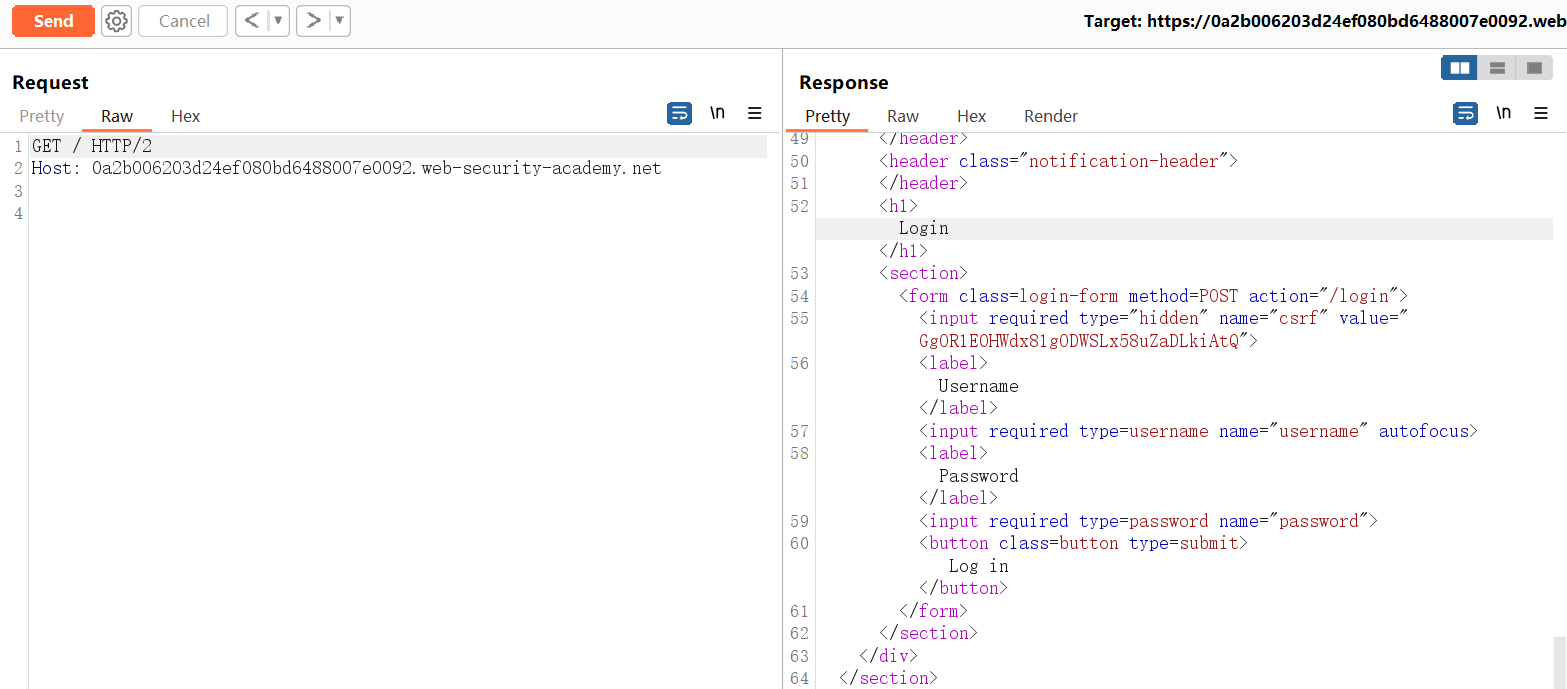 Send Cancel < > Target: https://0a2b006203d24ef080bd6488007e0092.web
Request
Pretty Raw Hex \n
1 GET / HTTP/2
2 Host: 0a2b006203d24ef080bd6488007e0092.web-security-academy.net
3
4
Response
Pretty Raw Hex Render \n
49 </header>
50 <header class="notification-header">
51 </header>
52 <h1>
Login
</h1>
53 <section>
54 <form class=login-form method=POST action="/login">
55 <input required type="hidden" name="csrf" value="
GgOR1EOHWdx81gODWSLx58uZaDLkiAtQ">
56 <label>
Username
</label>
57 <input required type=username name="username" autofocus>
58 <label>
Password
</label>
59 <input required type=password name="password">
60 <button class=button type=submit>
Log in
</button>
61 </form>
62 </section>
63 </div>
64 </section>